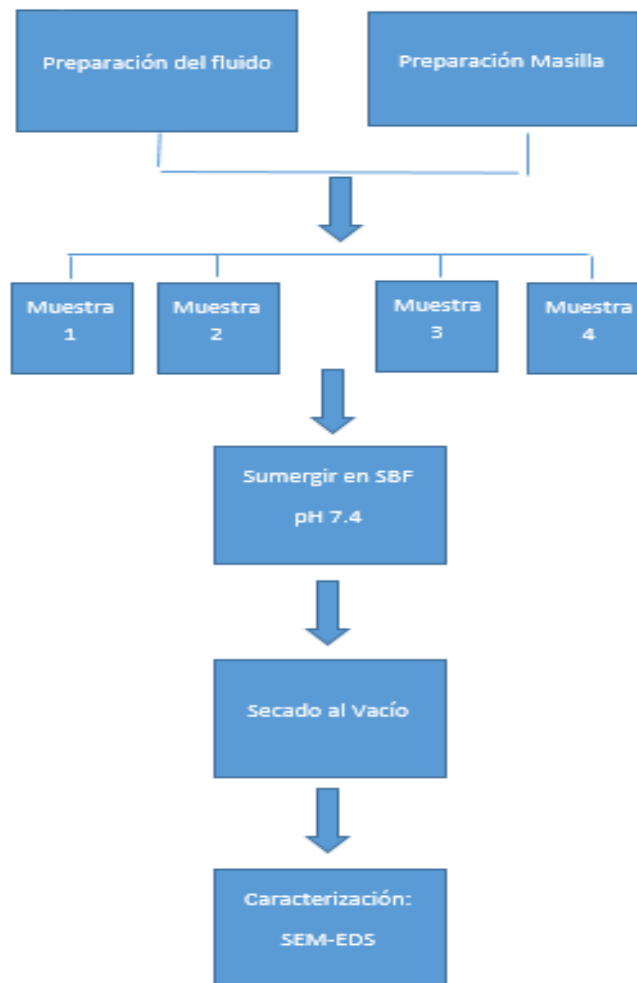 Preparación del fluido
Preparación Masilla
Muestra
1
Muestra
2
Muestra
3
Muestra
4
Sumergir en SBF
pH 7.4
Secado al Vacío
Caracterización:
SEM-EDS